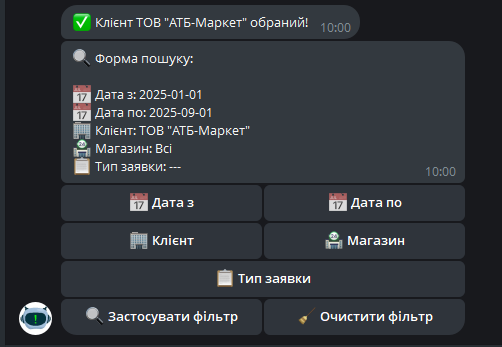 ✅ Клієнт ТОВ "АТБ-Маркет" обраний! 10:00
🔍 Форма пошуку:
📅 Дата з: 2025-01-01
📅 Дата по: 2025-09-01
🏢 Клієнт: ТОВ "АТБ-Маркет"
🏪 Магазин: Всі
📋 Тип заявки: ---
10:00
📅 Дата з
📅 Дата по
🏢 Клієнт
🏪 Магазин
📋 Тип заявки
🔍 Застосувати фільтр
🧹 Очистити фільтр